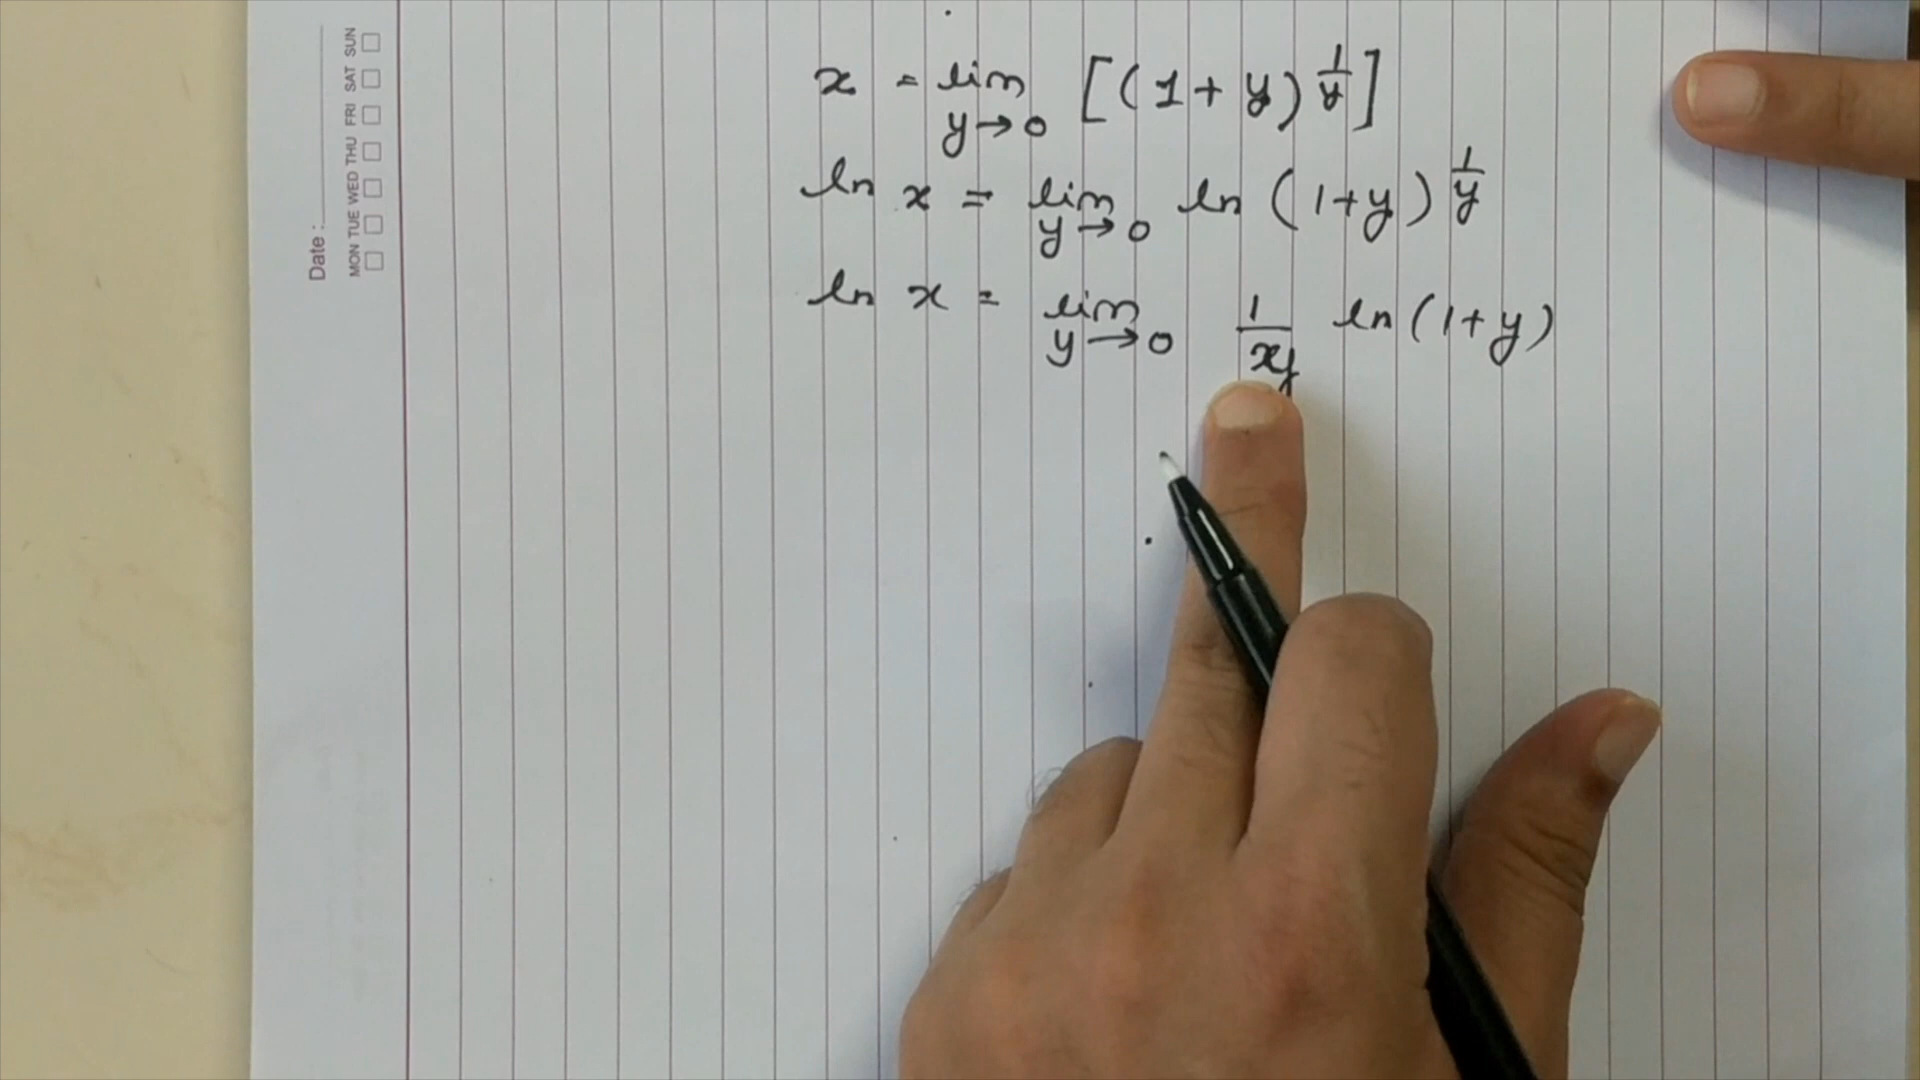 x = lim y→0 [(1+y)^1/y]
ln x = lim y→0 ln (1+y)^1/y
ln x = lim y→0 1/xy ln(1+y)
Date :
MON TUE WED THU FRI SAT SUN